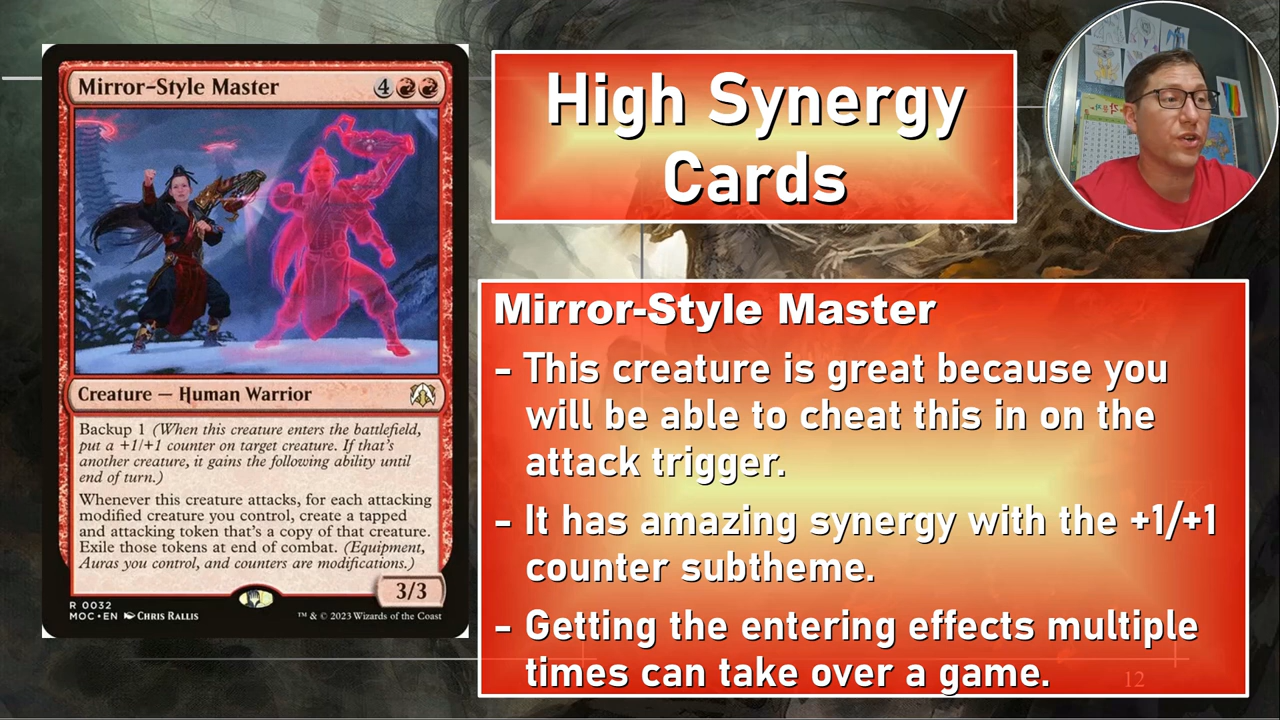 Mirror-Style Master 4
Creature — Human Warrior
Backup 1 (When this creature enters the battlefield,
put a +1/+1 counter on target creature. If that's
another creature, it gains the following ability until
end of turn.)
Whenever this creature attacks, for each attacking
modified creature you control, create a tapped
and attacking token that's a copy of that creature.
Exile those tokens at end of combat. (Equipment,
Auras you control, and counters are modifications.)
3/3
R 0032
MOC • EN CHRIS RALLIS
™ & © 2023 Wizards of the Coast
High Synergy
Cards
Mirror-Style Master
- This creature is great because you
will be able to cheat this in on the
attack trigger.
- It has amazing synergy with the +1/+1
counter subtheme.
- Getting the entering effects multiple
times can take over a game.
12